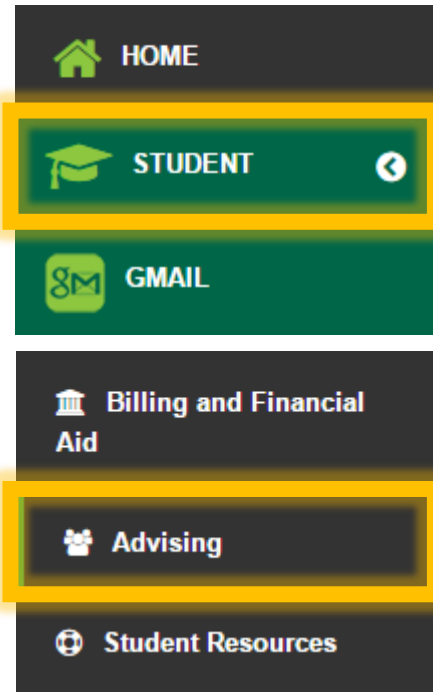 HOME
STUDENT
8M GMAIL
Billing and Financial
Aid
Advising
Student Resources